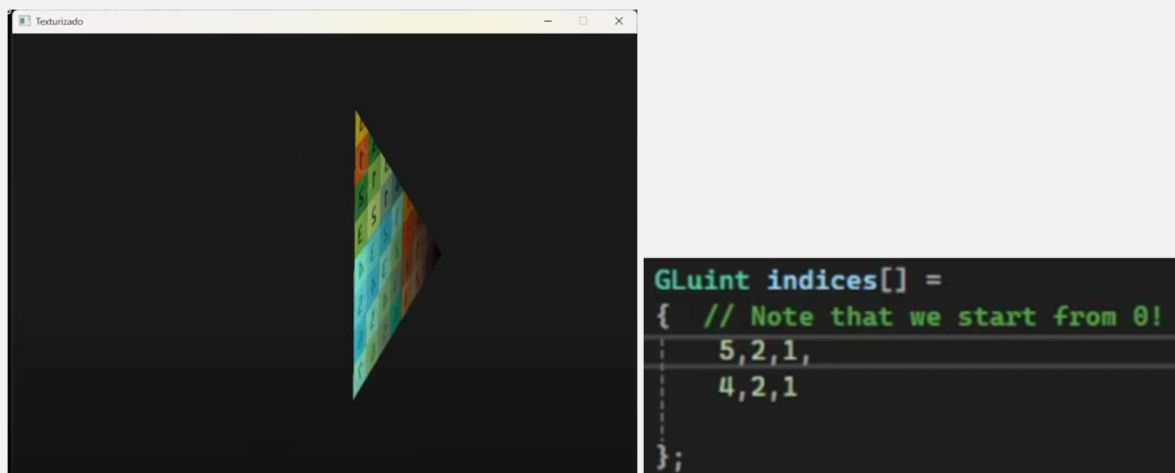 Texturizado
GLuint indices[] =
{ // Note that we start from 0!
5,2,1,
4,2,1
};